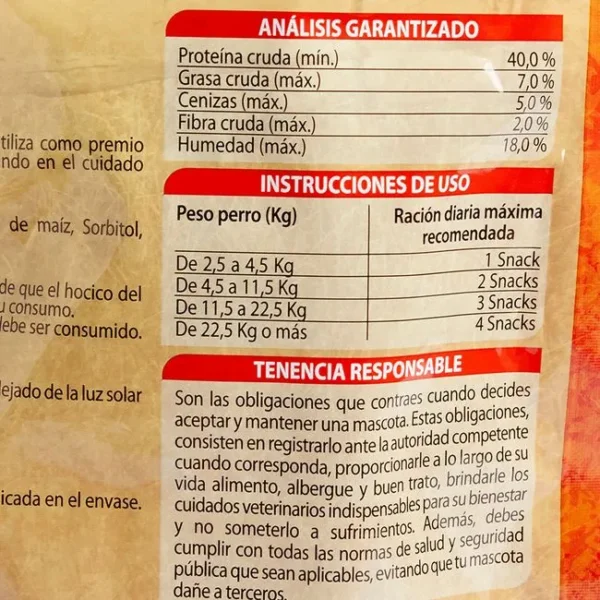 ANÁLISIS GARANTIZADO
Proteína cruda (mín.) 40,0 %
Grasa cruda (máx.) 7,0 %
Cenizas (máx.) 5,0 %
Fibra cruda (máx.) 2,0 %
Humedad (máx.) 18,0 %
tiliza como premio
ndo en el cuidado
de maíz, Sorbitol,
de que el hocico del
u consumo.
debe ser consumido.
lejado de la luz solar
icada en el envase.
INSTRUCCIONES DE USO
Peso perro (Kg) Ración diaria máxima
recomendada
De 2,5 a 4,5 Kg 1 Snack
De 4,5 a 11,5 Kg 2 Snacks
De 11,5 a 22,5 Kg 3 Snacks
De 22,5 Kg o más 4 Snacks
TENENCIA RESPONSABLE
Son las obligaciones que contraes cuando decides
aceptar y mantener una mascota. Estas obligaciones,
consisten en registrarlo ante la autoridad competente
cuando corresponda, proporcionarle a lo largo de su
vida alimento, albergue y buen trato, brindarle los
cuidados veterinarios indispensables para su bienestar
y no someterlo a sufrimientos. Además, debes
cumplir con todas las normas de salud y seguridad
pública que sean aplicables, evitando que tu mascota
dañe a terceros.